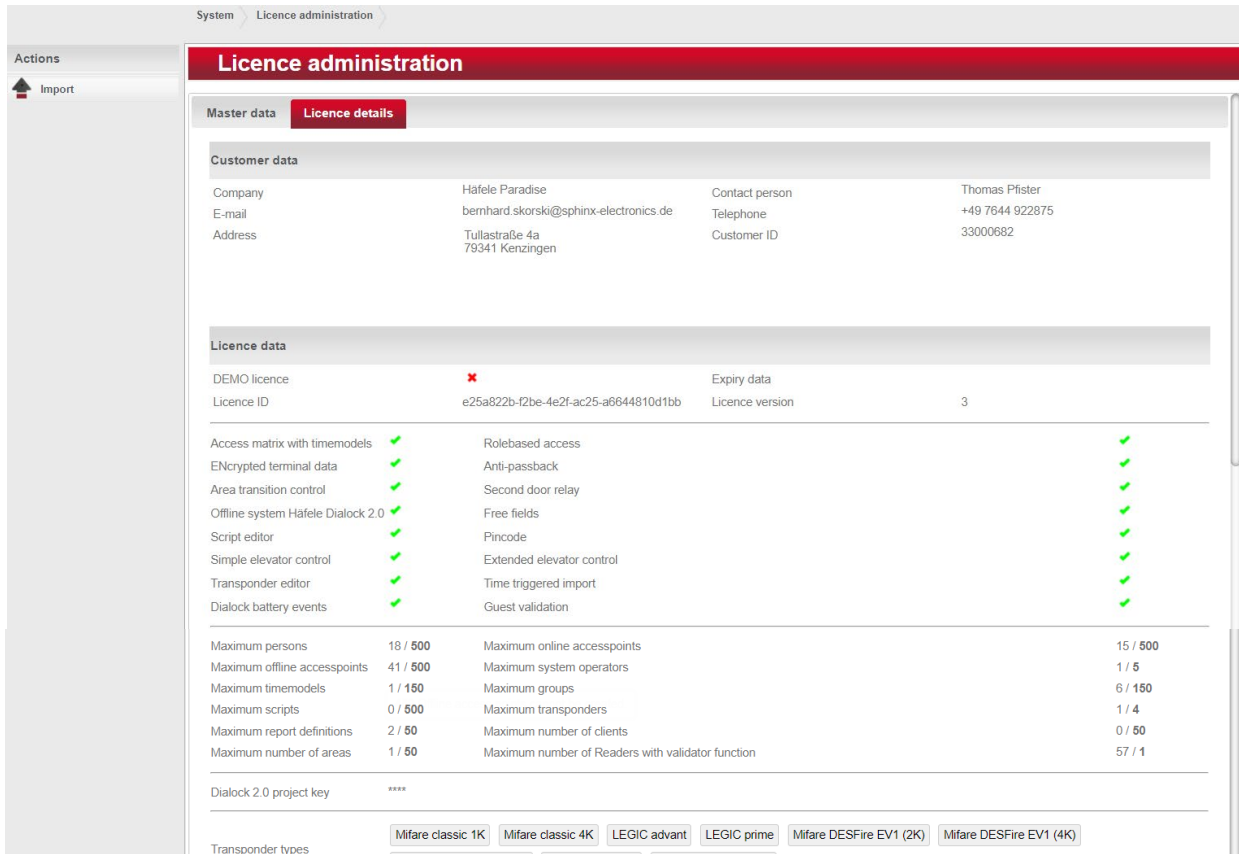 System Licence administration
Actions
Licence administration
Import
Master data Licence details
Customer data
Company Häfele Paradise Contact person Thomas Pfister
E-mail bernhard.skorski@sphinx-electronics.de Telephone +49 7644 922875
Address Tullastraße 4a Customer ID 33000682
79341 Kenzingen
Licence data
DEMO licence Expiry data
Licence ID e25a822b-f2be-4e2f-ac25-a6644810d1bb Licence version 3
Access matrix with timemodels Rolebased access
ENcrypted terminal data Anti-passback
Area transition control Second door relay
Offline system Häfele Dialock 2.0 Free fields
Script editor Pincode
Simple elevator control Extended elevator control
Transponder editor Time triggered import
Dialock battery events Guest validation
Maximum persons 18 / 500 Maximum online accesspoints 15 / 500
Maximum offline accesspoints 41 / 500 Maximum system operators 1 / 5
Maximum timemodels 1 / 150 Maximum groups 6 / 150
Maximum scripts 0 / 500 Maximum transponders 1 / 4
Maximum report definitions 2 / 50 Maximum number of clients 0 / 50
Maximum number of areas 1 / 50 Maximum number of Readers with validator function 57 / 1
Dialock 2.0 project key ****
Mifare classic 1K Mifare classic 4K LEGIC advant LEGIC prime Mifare DESFire EV1 (2K) Mifare DESFire EV1 (4K)
Transponder types